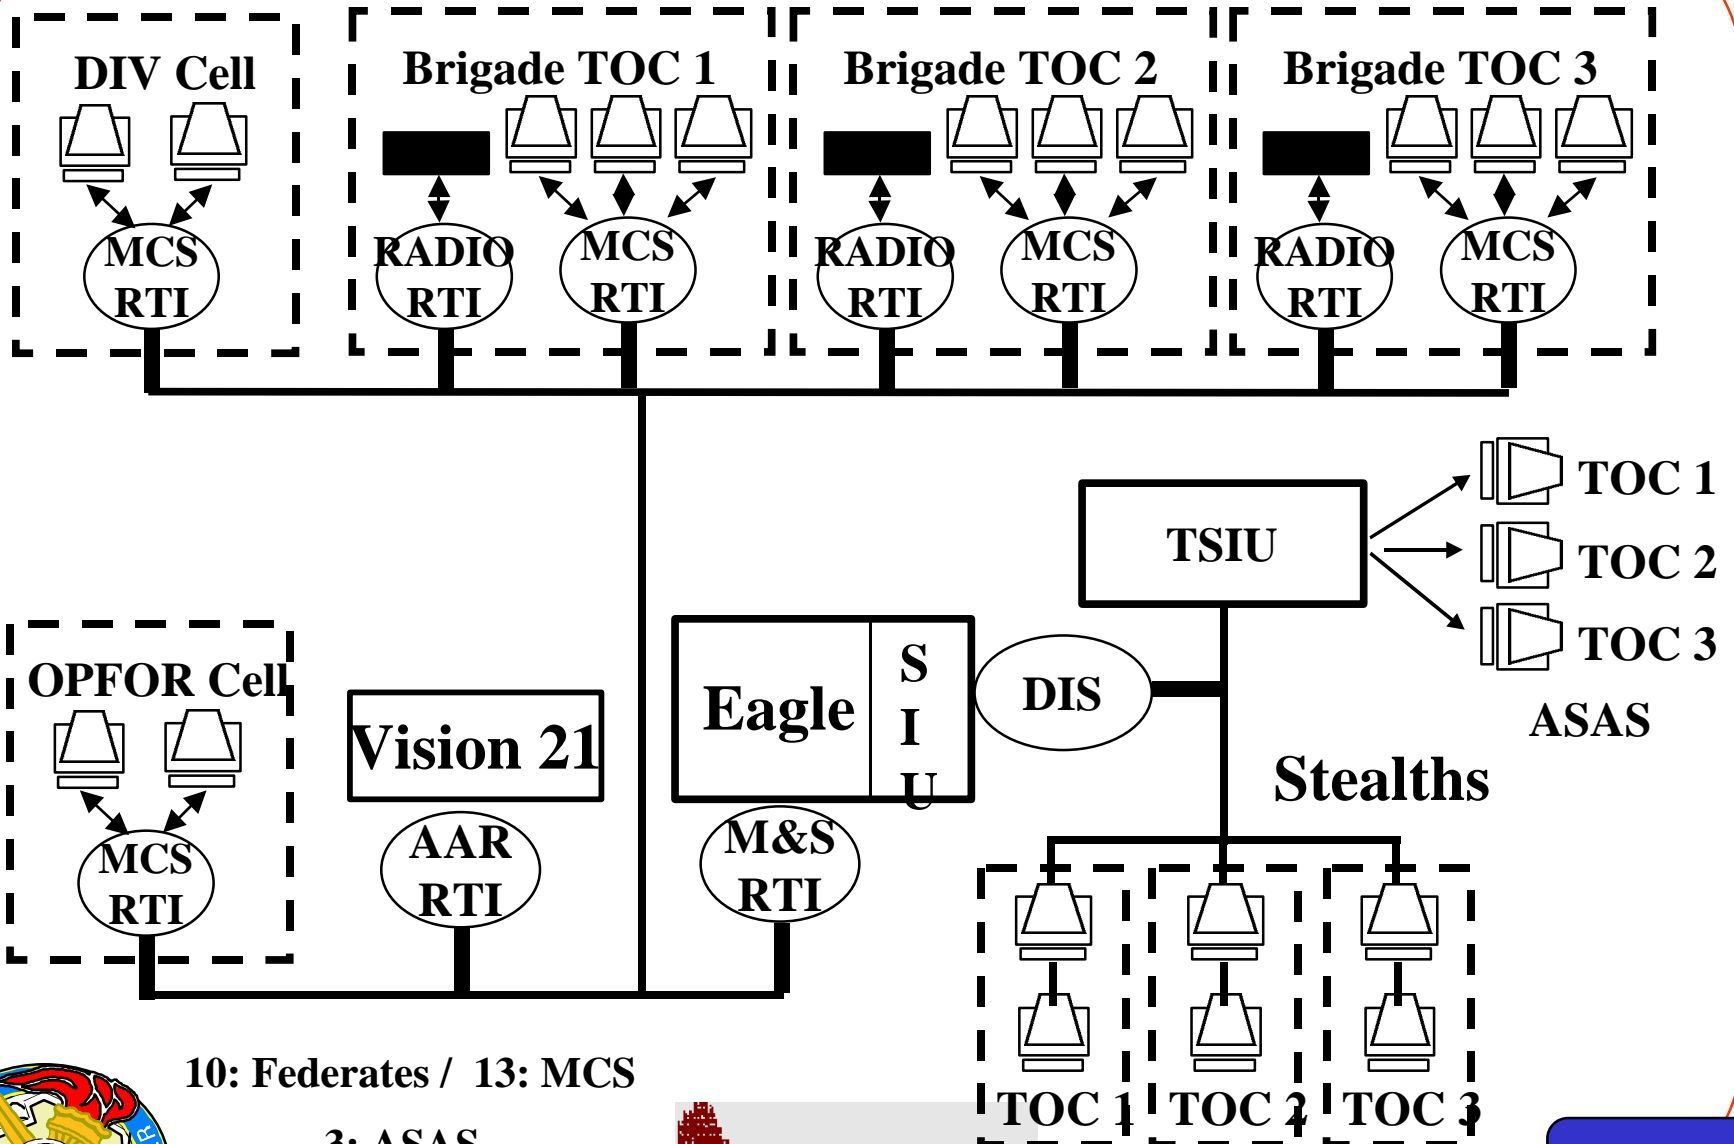 DIV Cell
MCS
RTI
Brigade TOC 1
RADIO
RTI
MCS
RTI
Brigade TOC 2
RADIO
RTI
MCS
RTI
Brigade TOC 3
RADIO
RTI
MCS
RTI
TSIU
TOC 1
TOC 2
TOC 3
ASAS
OPFOR Cell
MCS
RTI
Vision 21
AAR
RTI
Eagle
S
I
U
M&S
RTI
DIS
Stealths
TOC 1
TOC 2
TOC 3
10: Federates / 13: MCS
3: ASAS
R